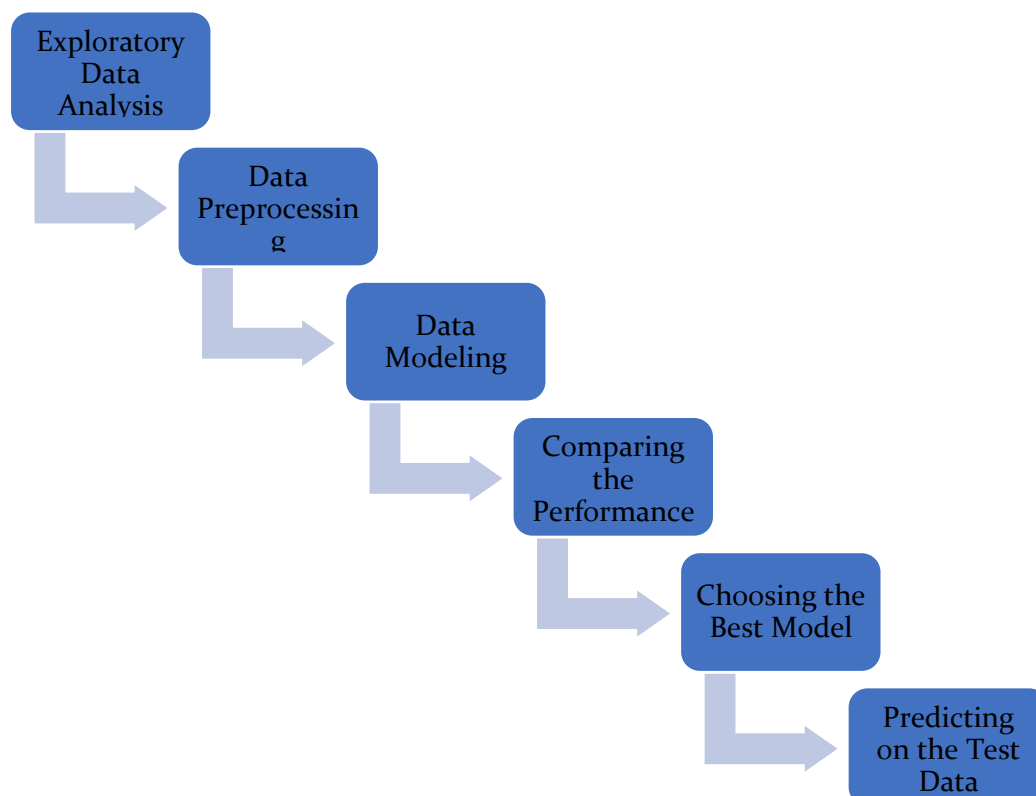 Exploratory
Data
Analysis
Data
Preprocessin
g
Data
Modeling
Comparing
the
Performance
Choosing the
Best Model
Predicting
on the Test
Data